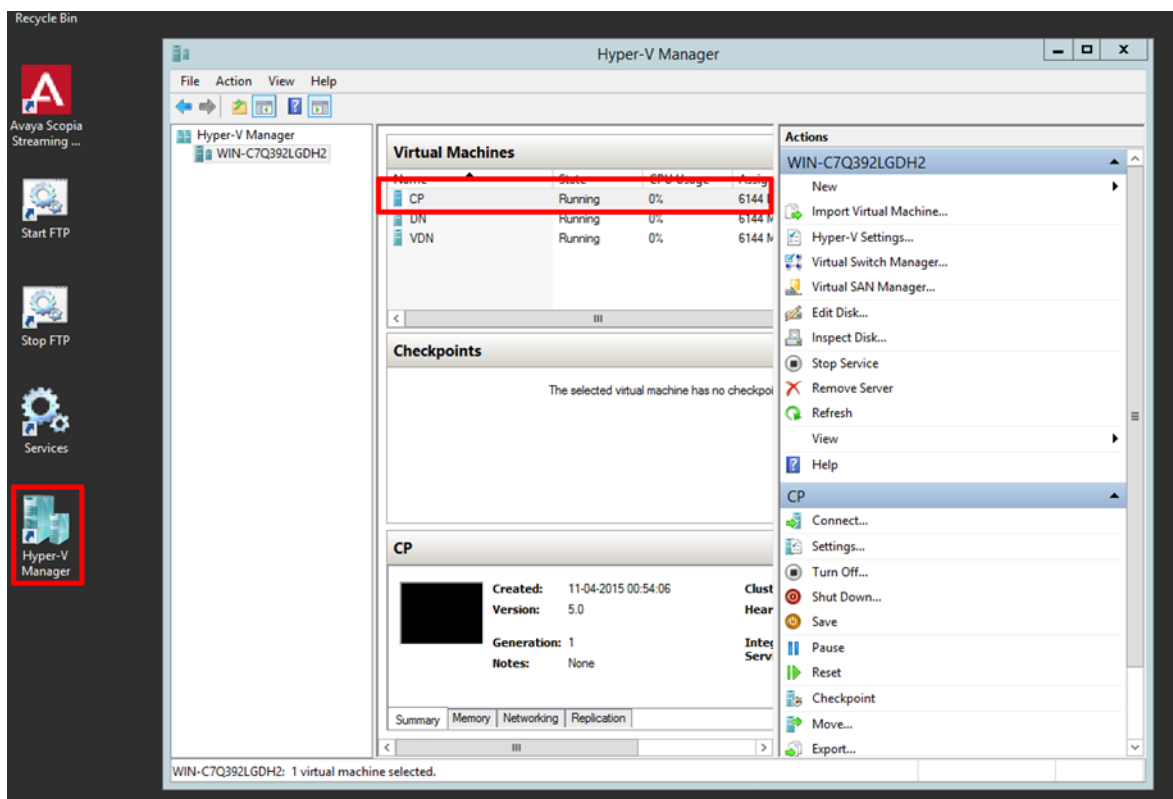 Recycle Bin
Avaya Scopia
Streaming ...
Start FTP
Stop FTP
Services
Hyper-V
Manager
Hyper-V Manager
File Action View Help
Hyper-V Manager
WIN-C7Q392LGDH2
Virtual Machines
Name State CPU Usage Assig
CP Running 0% 6144
DN Running 0% 6144 M
VDN Running 0% 6144 M
Checkpoints
The selected virtual machine has no checkpoi
CP
Created: 11-04-2015 00:54:06 Clust
Version: 5.0 Hear
Generation: 1 Integ
Servi
Notes: None
Summary Memory Networking Replication
Actions
WIN-C7Q392LGDH2
New
Import Virtual Machine...
Hyper-V Settings...
Virtual Switch Manager...
Virtual SAN Manager...
Edit Disk...
Inspect Disk...
Stop Service
Remove Server
Refresh
View
Help
CP
Connect...
Settings...
Turn Off...
Shut Down...
Save
Pause
Reset
Checkpoint
Move...
Export...
WIN-C7Q392LGDH2: 1 virtual machine selected.